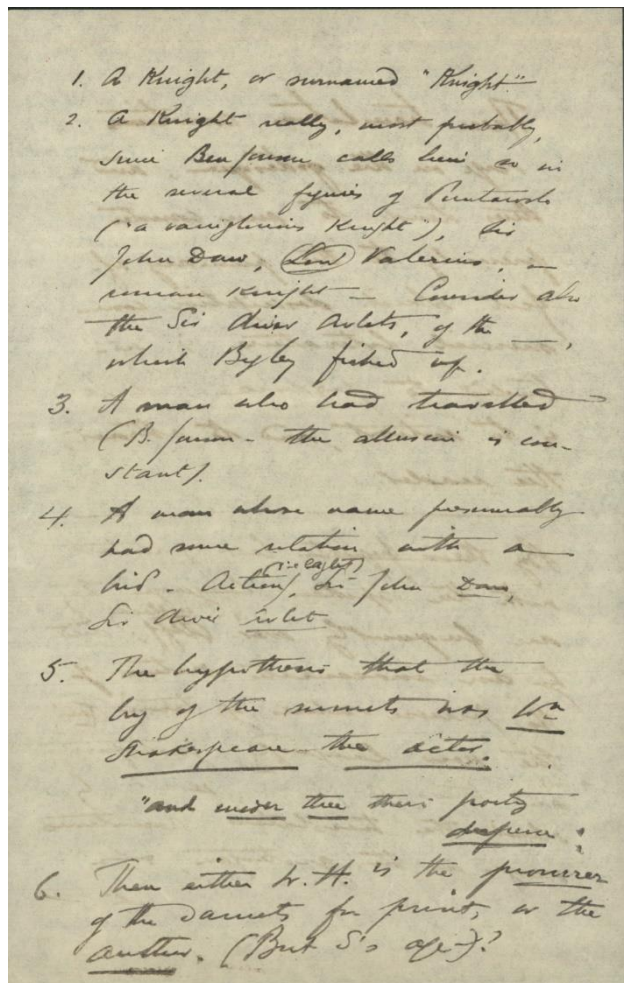 1. A Knight, or surnamed "Knight".
2. A Knight really, most probably,
since Ben Jonson calls him so in
the several figures of Puntarvolo
("a vainglorious Knight"), Sir
John Daw, (Luc) Valerius, a
roman Knight — Consider also
the Sir Oliver Owlet, of the
which Bigley fished up.
3. A man who had travelled
(B. Jonson - the allusion is con-
stant).
4. A man whose name presumably
had some relation with a
bird - Aetion (i.e. eaglet), Sir John Daw,
Sir Oliver Owlet
5. The hypothesis that the
boy of the sonnets was Wm
Shakespeare the actor.
"and under thee their poesy
disperse."
6. Then either W. H. is the procurer
of the sonnets for print, or the
author. (But S's age)?